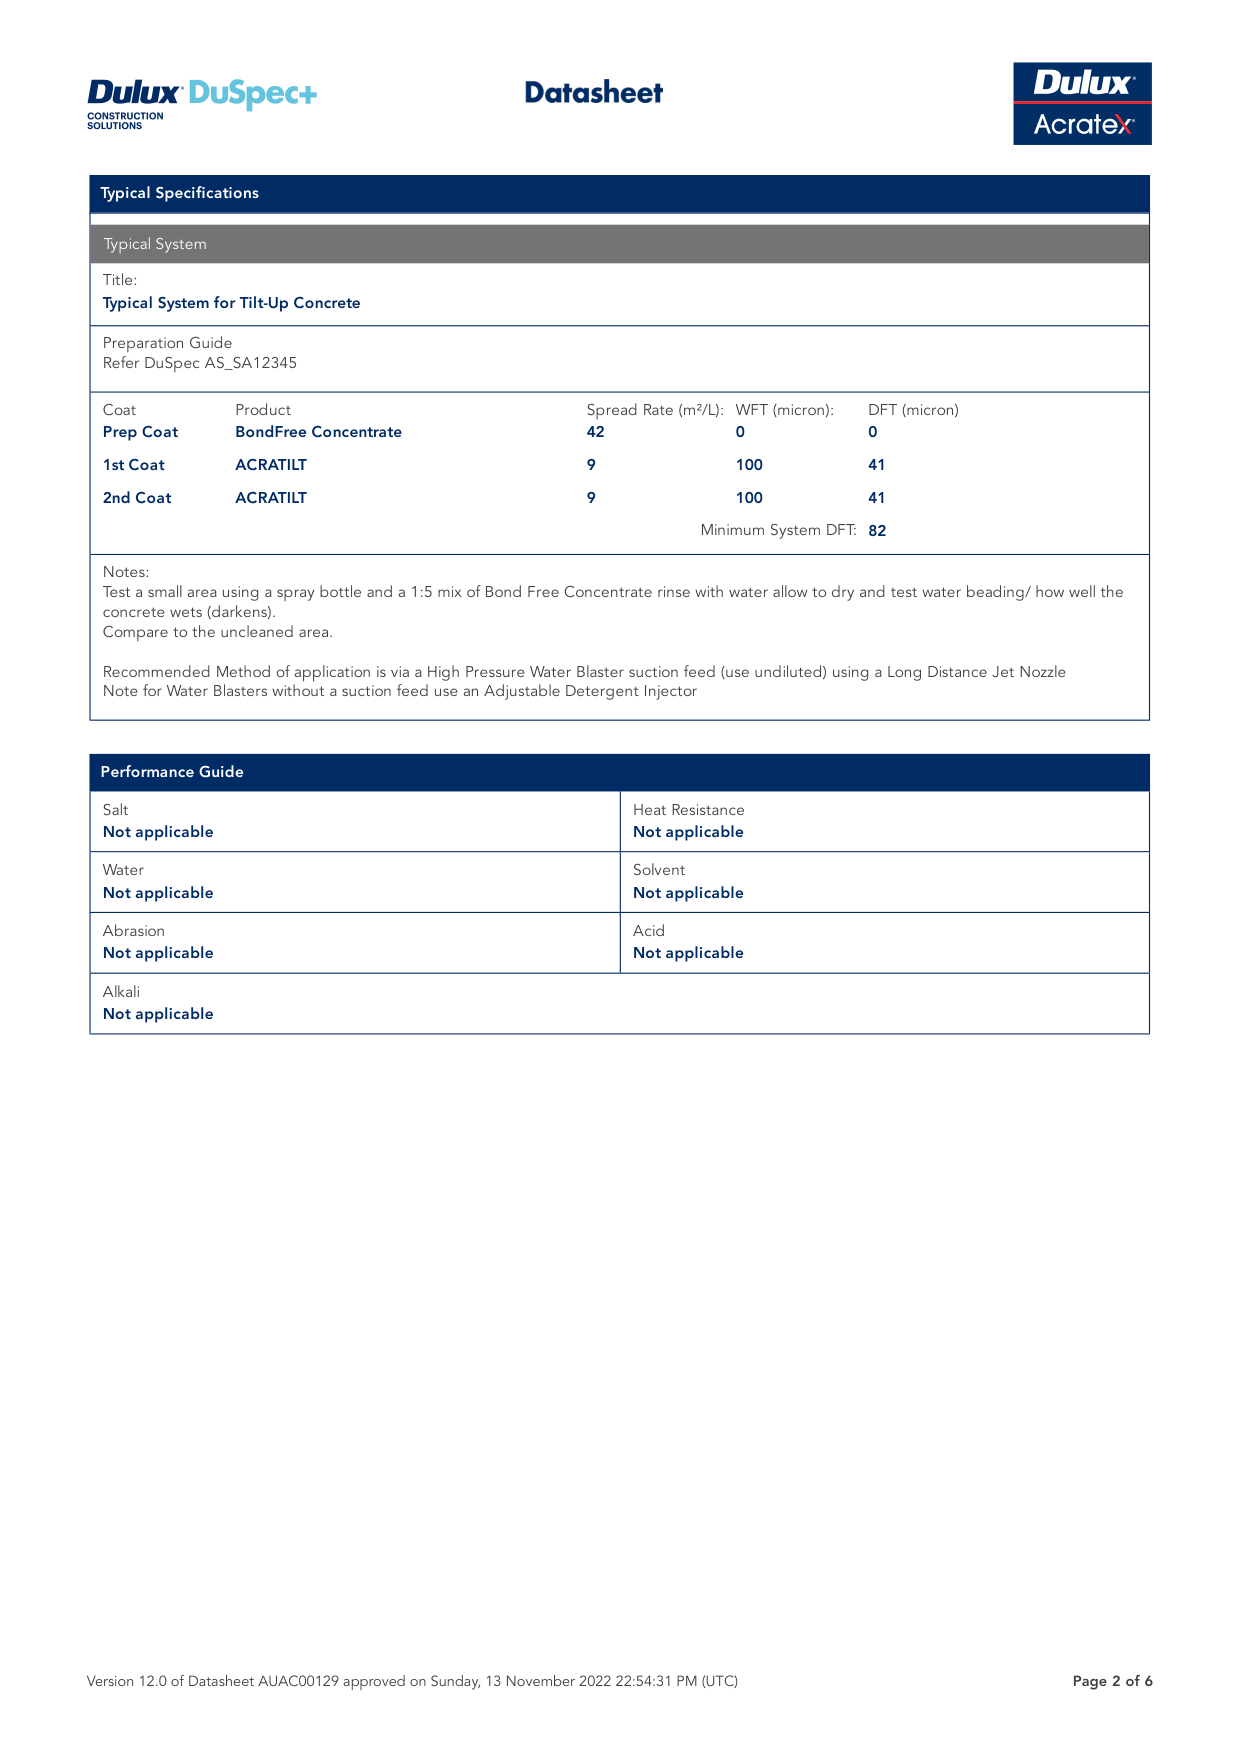 Dulux DuSpec+
CONSTRUCTION
SOLUTIONS
Datasheet
Dulux
Acratex
Typical Specifications
Typical System
Title:
Typical System for Tilt-Up Concrete
Preparation Guide
Refer DuSpec AS_SA12345
Coat Product Spread Rate (m²/L): WFT (micron): DFT (micron)
Prep Coat BondFree Concentrate 42 0 0
1st Coat ACRATILT 9 100 41
2nd Coat ACRATILT 9 100 41
Minimum System DFT: 82
Notes:
Test a small area using a spray bottle and a 1:5 mix of Bond Free Concentrate rinse with water allow to dry and test water beading/ how well the
concrete wets (darkens).
Compare to the uncleaned area.
Recommended Method of application is via a High Pressure Water Blaster suction feed (use undiluted) using a Long Distance Jet Nozzle
Note for Water Blasters without a suction feed use an Adjustable Detergent Injector
Performance Guide
Salt Heat Resistance
Not applicable Not applicable
Water Solvent
Not applicable Not applicable
Abrasion Acid
Not applicable Not applicable
Alkali
Not applicable
Version 12.0 of Datasheet AUAC00129 approved on Sunday, 13 November 2022 22:54:31 PM (UTC) Page 2 of 6